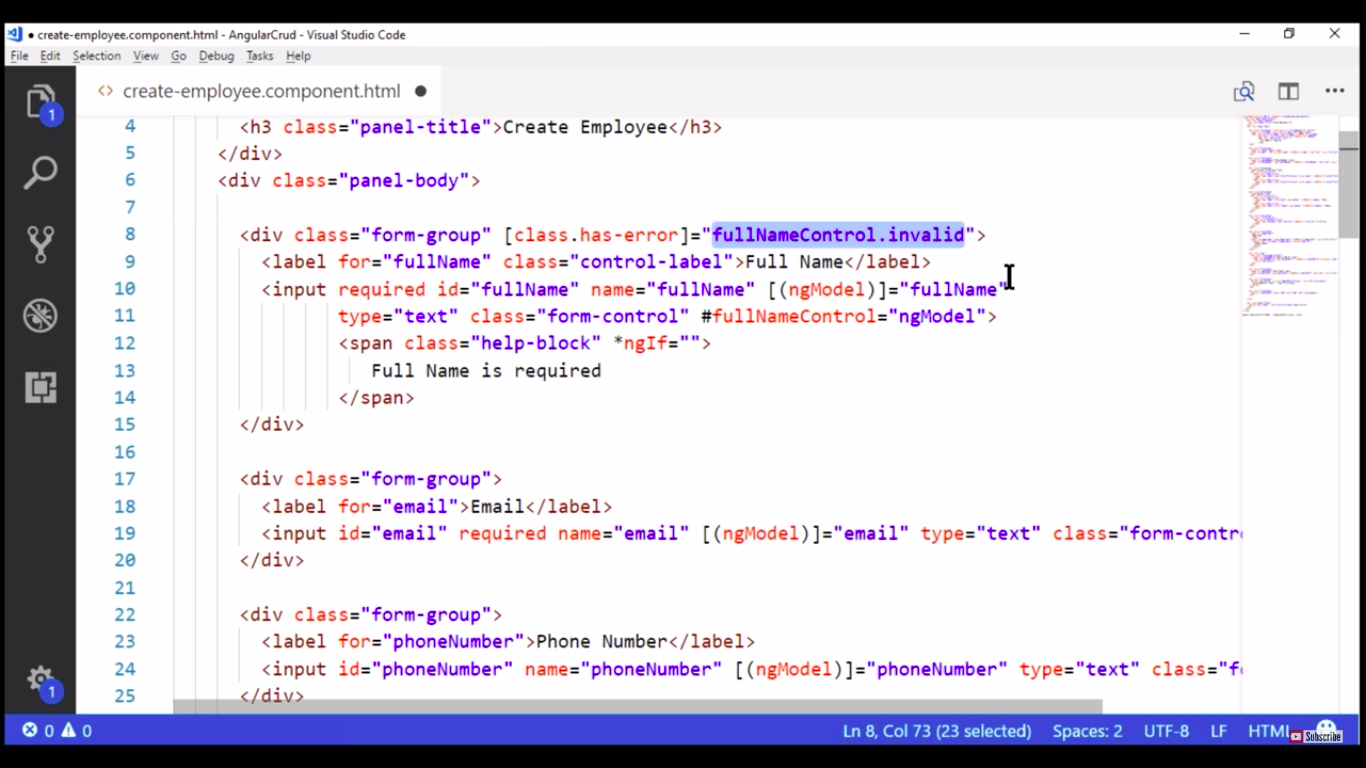 ● create-employee.component.html - AngularCrud - Visual Studio Code
File Edit Selection View Go Debug Tasks Help
<> create-employee.component.html ●
1
4 <h3 class="panel-title">Create Employee</h3>
5 </div>
6 <div class="panel-body">
7
8 <div class="form-group" [class.has-error]="fullNameControl.invalid">
9 <label for="fullName" class="control-label">Full Name</label>
10 <input required id="fullName" name="fullName" [(ngModel)]="fullName"
11 type="text" class="form-control" #fullNameControl="ngModel">
12 <span class="help-block" *ngIf="">
13 Full Name is required
14 </span>
15 </div>
16
17 <div class="form-group">
18 <label for="email">Email</label>
19 <input id="email" required name="email" [(ngModel)]="email" type="text" class="form-contro
20 </div>
21
22 <div class="form-group">
23 <label for="phoneNumber">Phone Number</label>
24 <input id="phoneNumber" name="phoneNumber" [(ngModel)]="phoneNumber" type="text" class="fo
25 </div>
1
0 0 Ln 8, Col 73 (23 selected) Spaces: 2 UTF-8 LF HTML
Subscribe